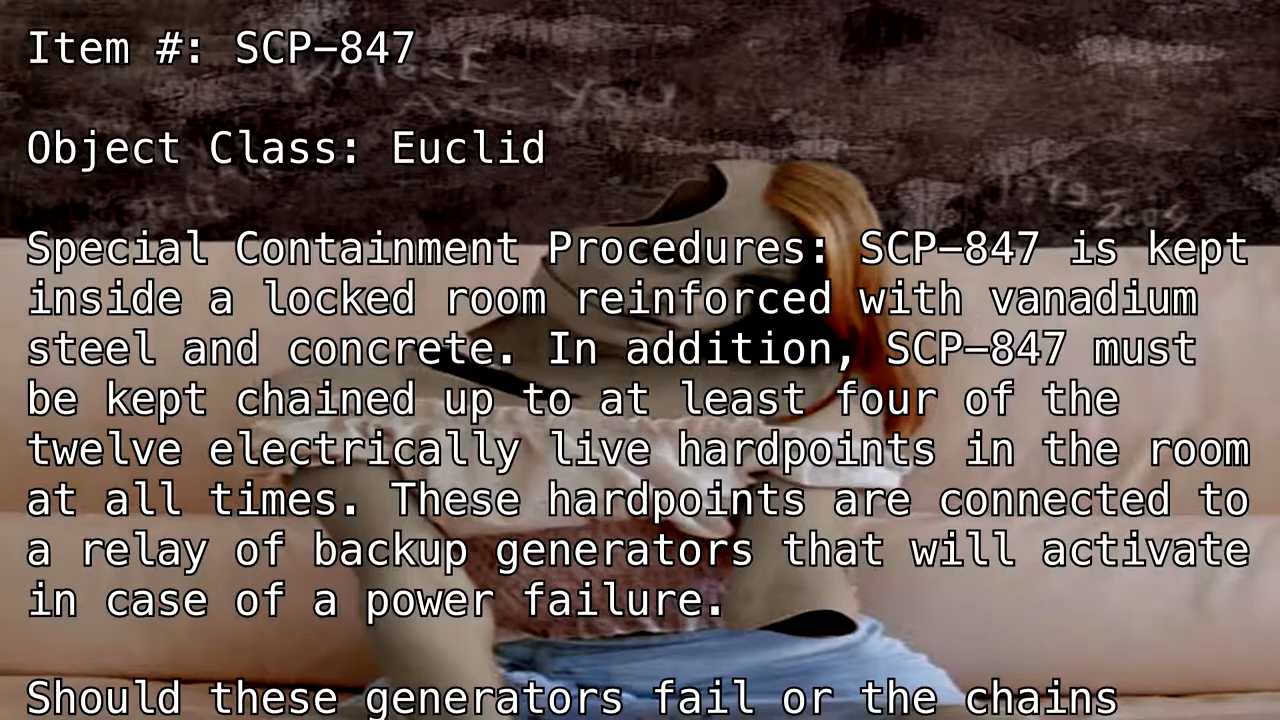 Item #: SCP-847
ARE YOU
Object Class: Euclid
Special Containment Procedures: SCP-847 is kept
inside a locked room reinforced with vanadium
steel and concrete. In addition, SCP-847 must
be kept chained up to at least four of the
twelve electrically live hardpoints in the room
at all times. These hardpoints are connected to
a relay of backup generators that will activate
in case of a power failure.
Should these generators fail or the chains